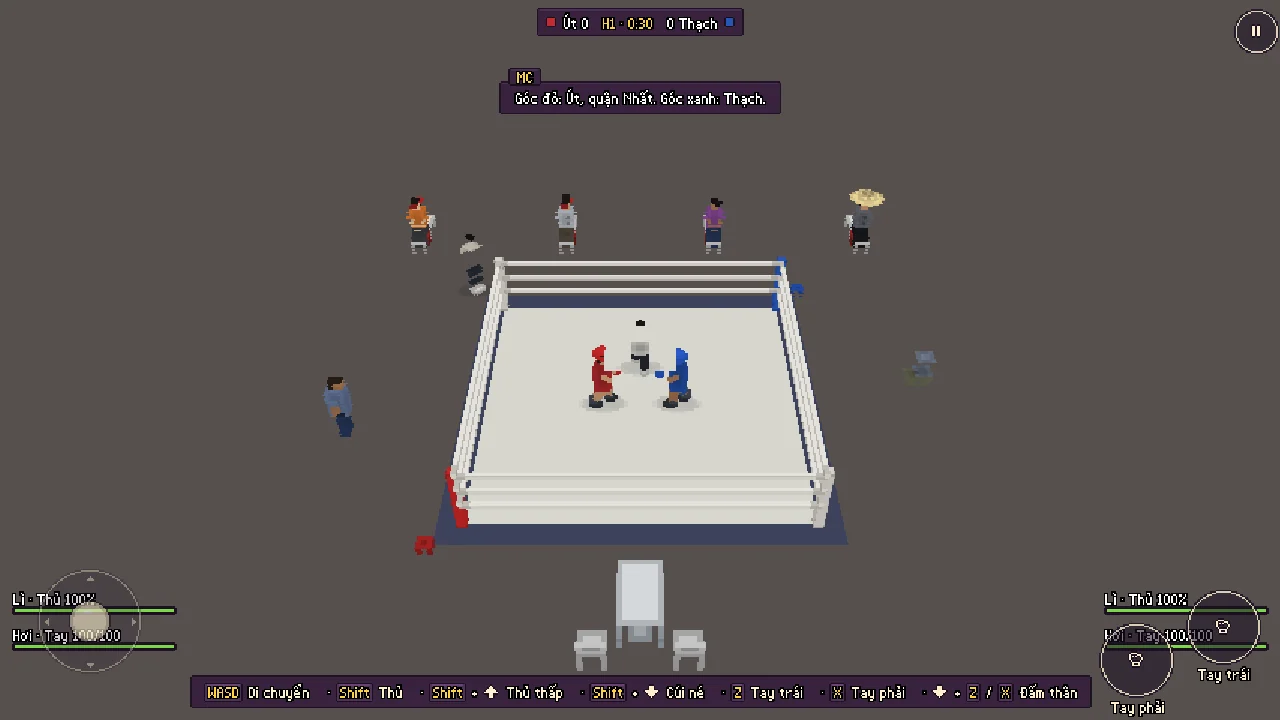 Út 0 H1 · 0:30 0 Thạch
MC
Góc đỏ: Út, quận Nhất. Góc xanh: Thạch.
Lì · Thủ 100%
Hơi · Tay 100/100
Lì · Thủ 100%
Hơi · Tay 100/100
Tay trái
Tay phải
WASD Di chuyển · Shift Thủ · Shift + ↑ Thủ thấp · Shift + ↓ Cúi né · Z Tay trái · X Tay phải · ↓ + Z / X Đấm thân